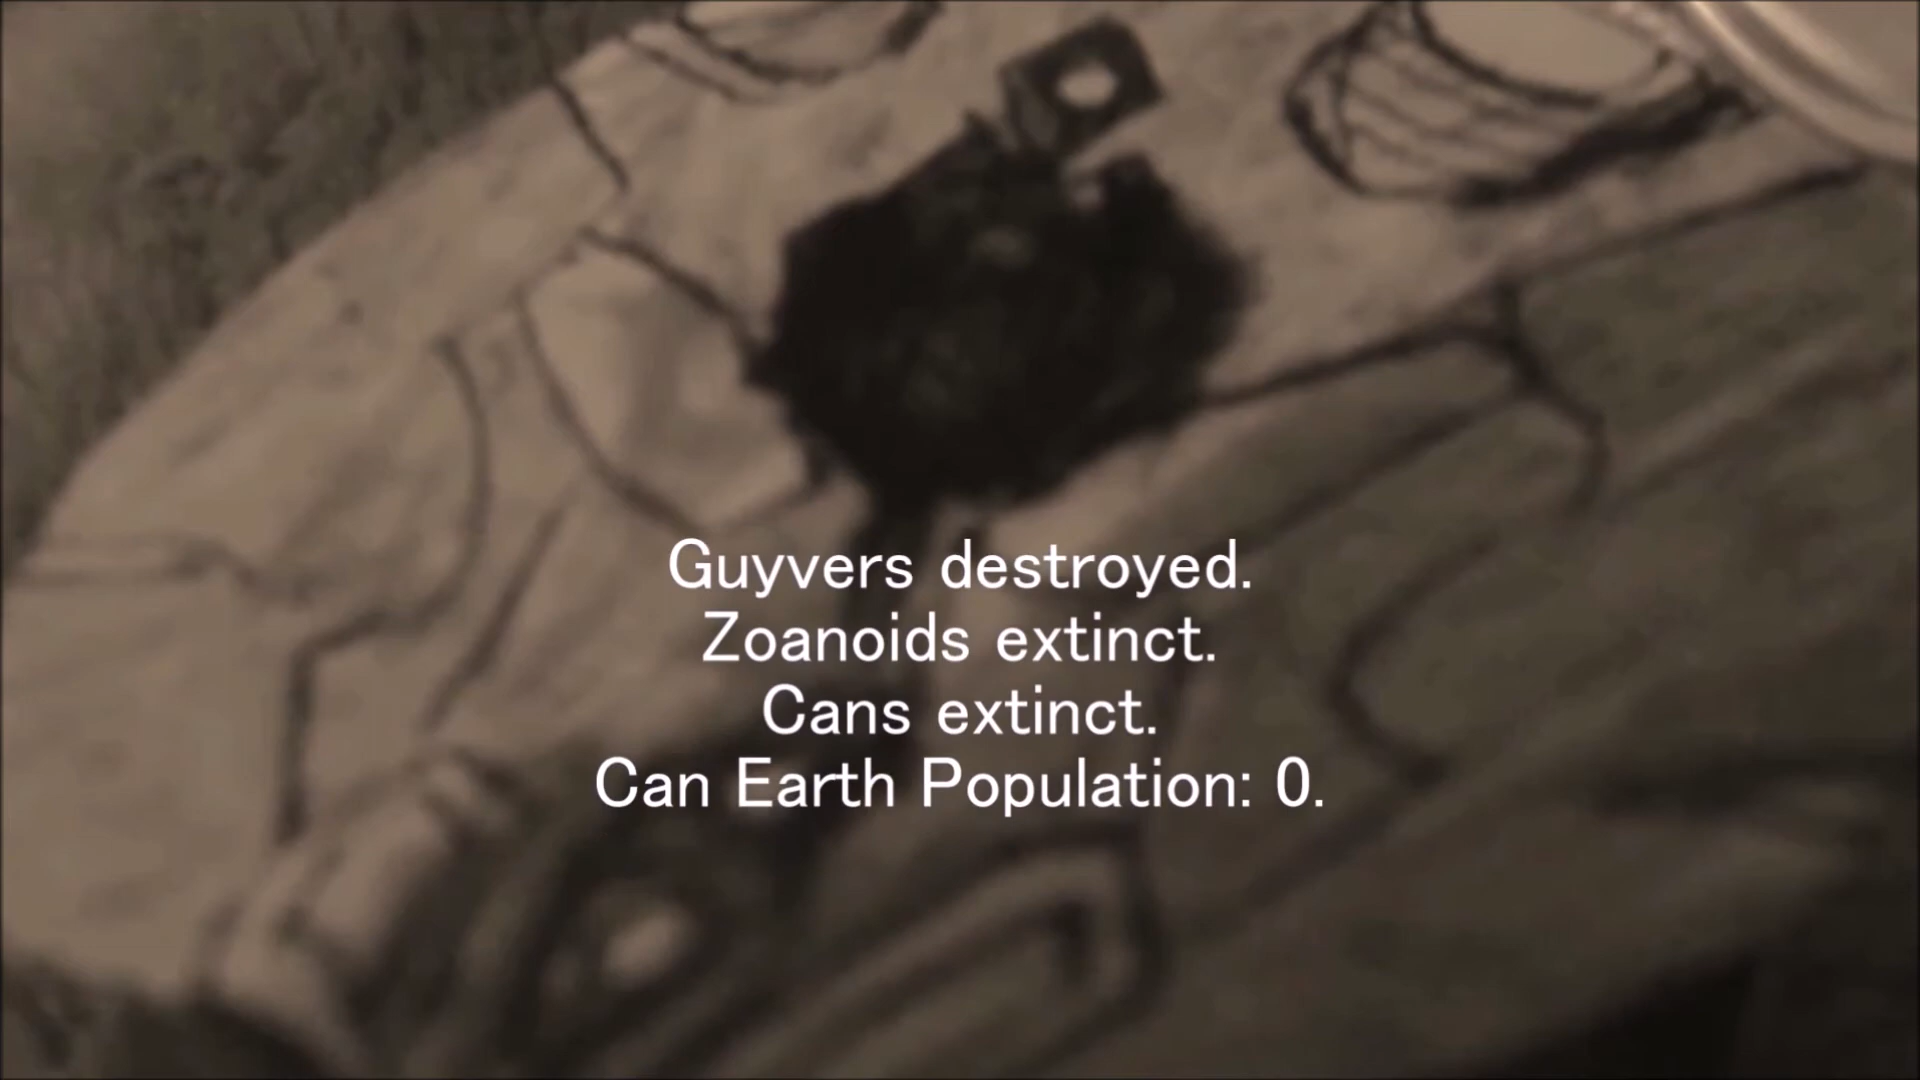 Guyvers destroyed.
Zoanoids extinct.
Cans extinct.
Can Earth Population: 0.